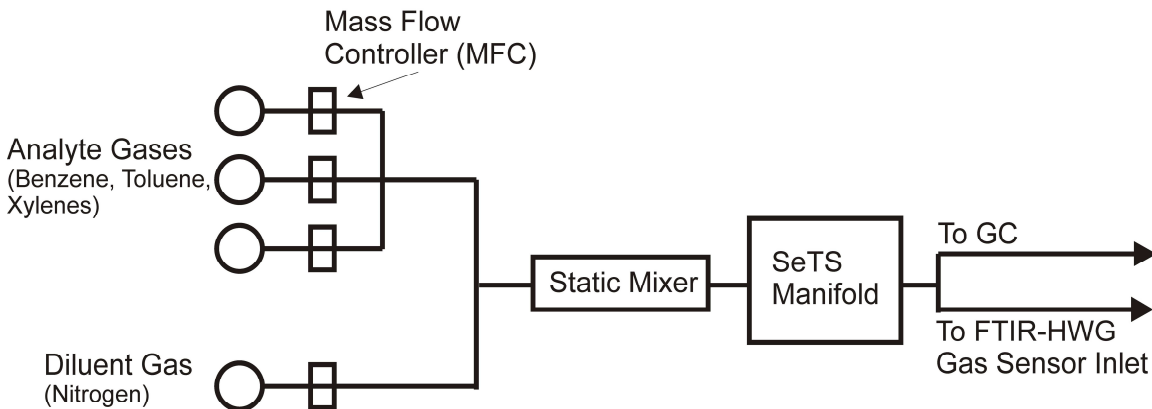 Mass Flow
Controller (MFC)
Analyte Gases
(Benzene, Toluene,
Xylenes)
Diluent Gas
(Nitrogen)
Static Mixer
SeTS
Manifold
To GC
To FTIR-HWG
Gas Sensor Inlet